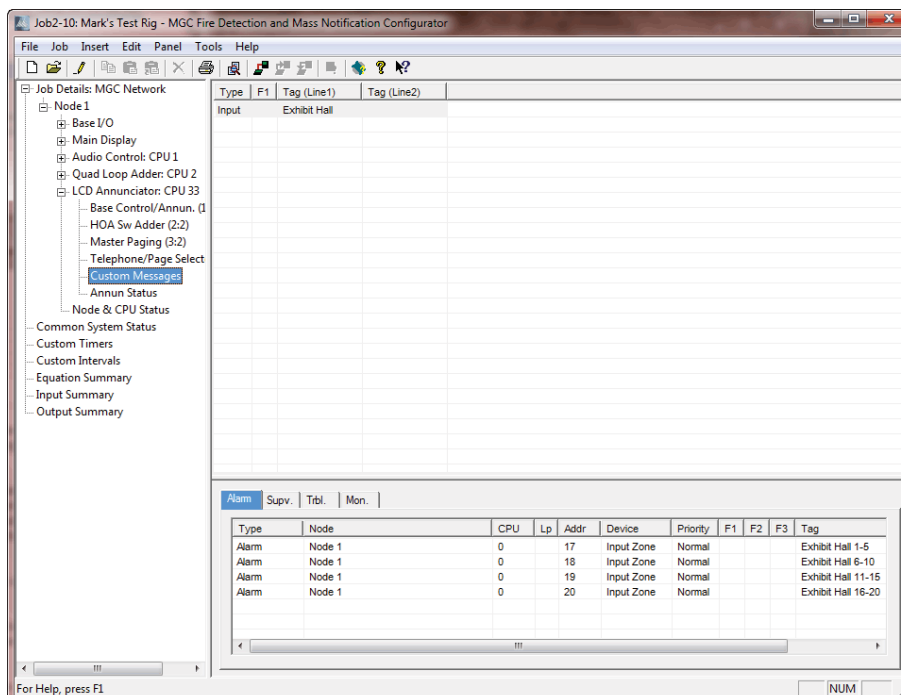 Job2-10: Mark's Test Rig - MGC Fire Detection and Mass Notification Configurator
File Job Insert Edit Panel Tools Help
Job Details: MGC Network
Node 1
Base I/O
Main Display
Audio Control: CPU 1
Quad Loop Adder: CPU 2
LCD Annunciator: CPU 33
Base Control/Annun. (1
HOA Sw Adder (2:2)
Master Paging (3:2)
Telephone/Page Select
Custom Messages
Annun Status
Node & CPU Status
Common System Status
Custom Timers
Custom Intervals
Equation Summary
Input Summary
Output Summary
Type F1 Tag (Line1) Tag (Line2)
Input Exhibit Hall
Alarm Supv. Trbl. Mon.
Type Node CPU Lp Addr Device Priority F1 F2 F3 Tag
Alarm Node 1 0 17 Input Zone Normal Exhibit Hall 1-5
Alarm Node 1 0 18 Input Zone Normal Exhibit Hall 6-10
Alarm Node 1 0 19 Input Zone Normal Exhibit Hall 11-15
Alarm Node 1 0 20 Input Zone Normal Exhibit Hall 16-20
For Help, press F1
NUM